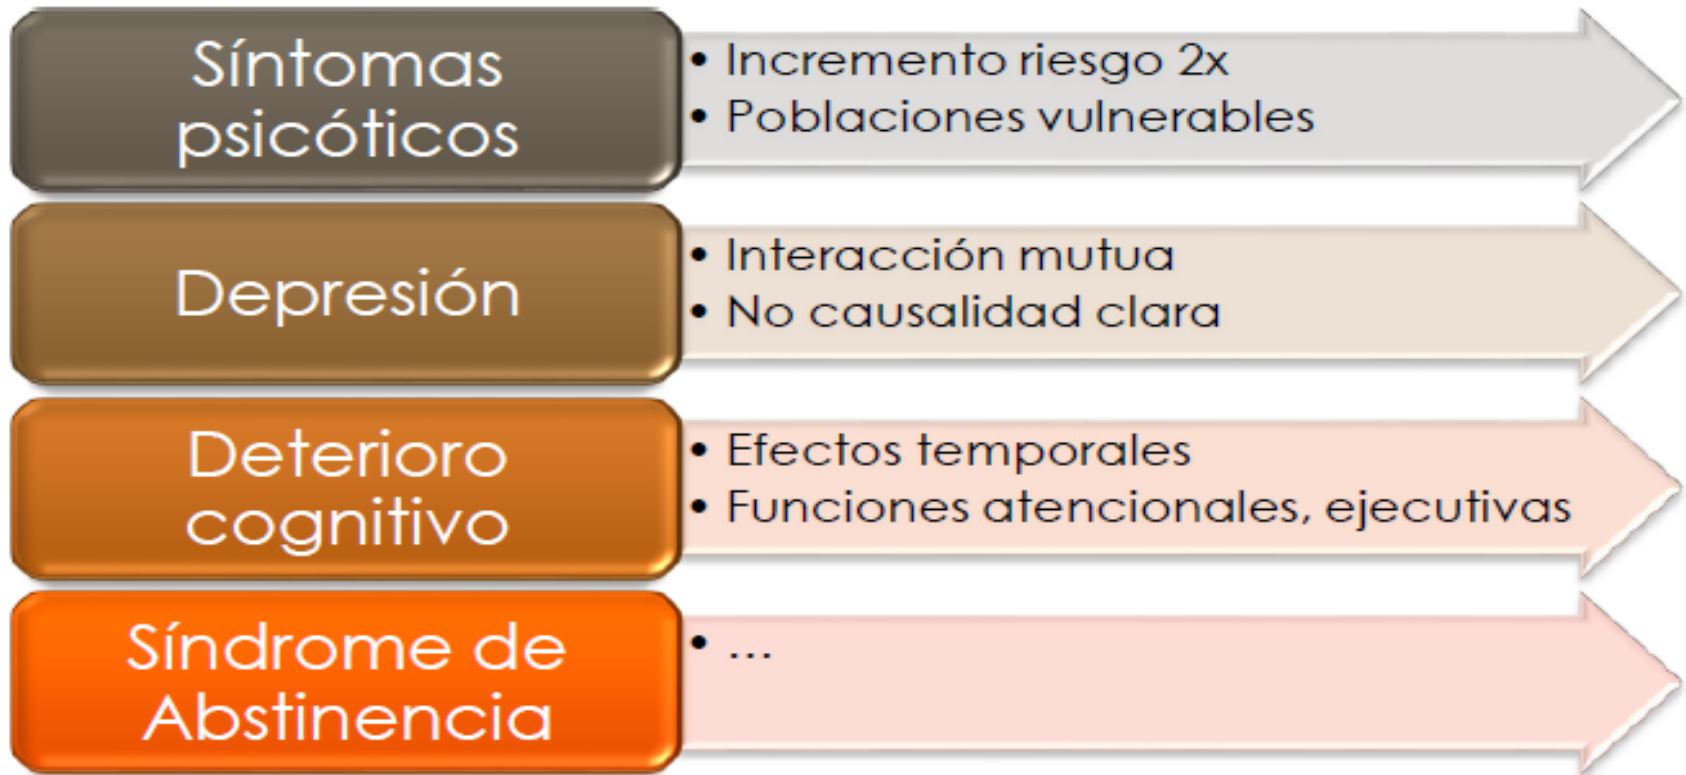 Síntomas
psicóticos
• Incremento riesgo 2x
• Poblaciones vulnerables
Depresión
• Interacción mutua
• No causalidad clara
Deterioro
cognitivo
• Efectos temporales
• Funciones atencionales, ejecutivas
Síndrome de
Abstinencia
• ...